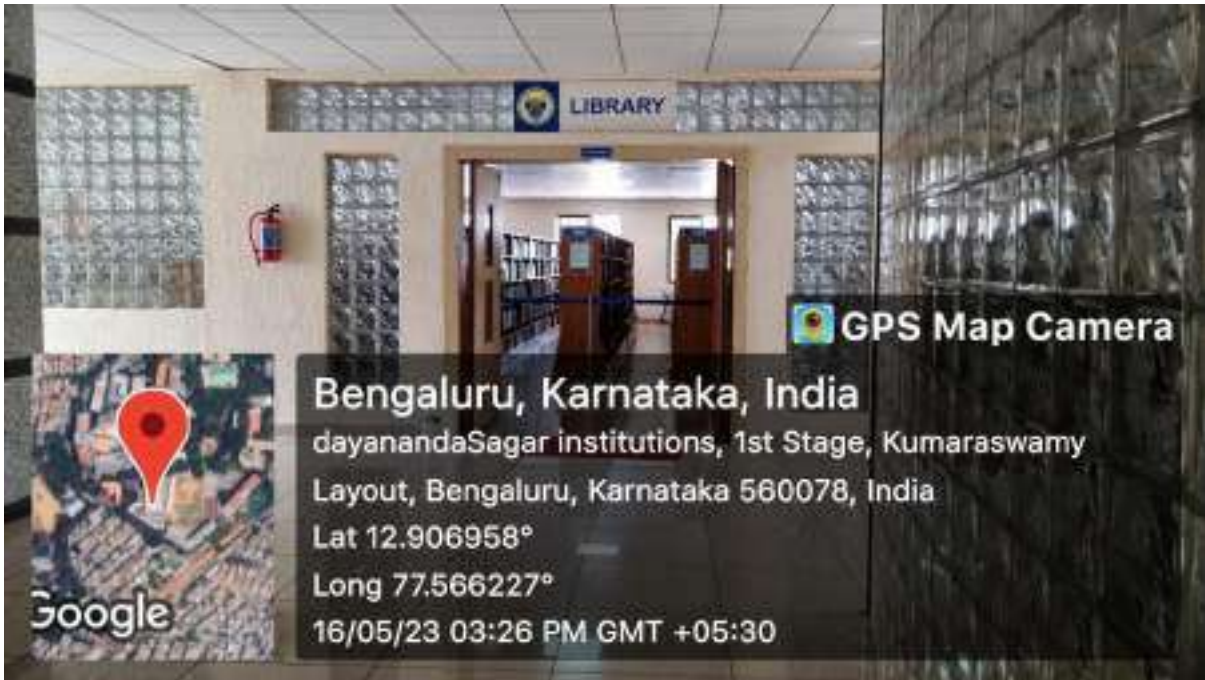 LIBRARY
GPS Map Camera
Bengaluru, Karnataka, India
dayanandaSagar institutions, 1st Stage, Kumaraswamy
Layout, Bengaluru, Karnataka 560078, India
Lat 12.906958°
Long 77.566227°
16/05/23 03:26 PM GMT +05:30
Google